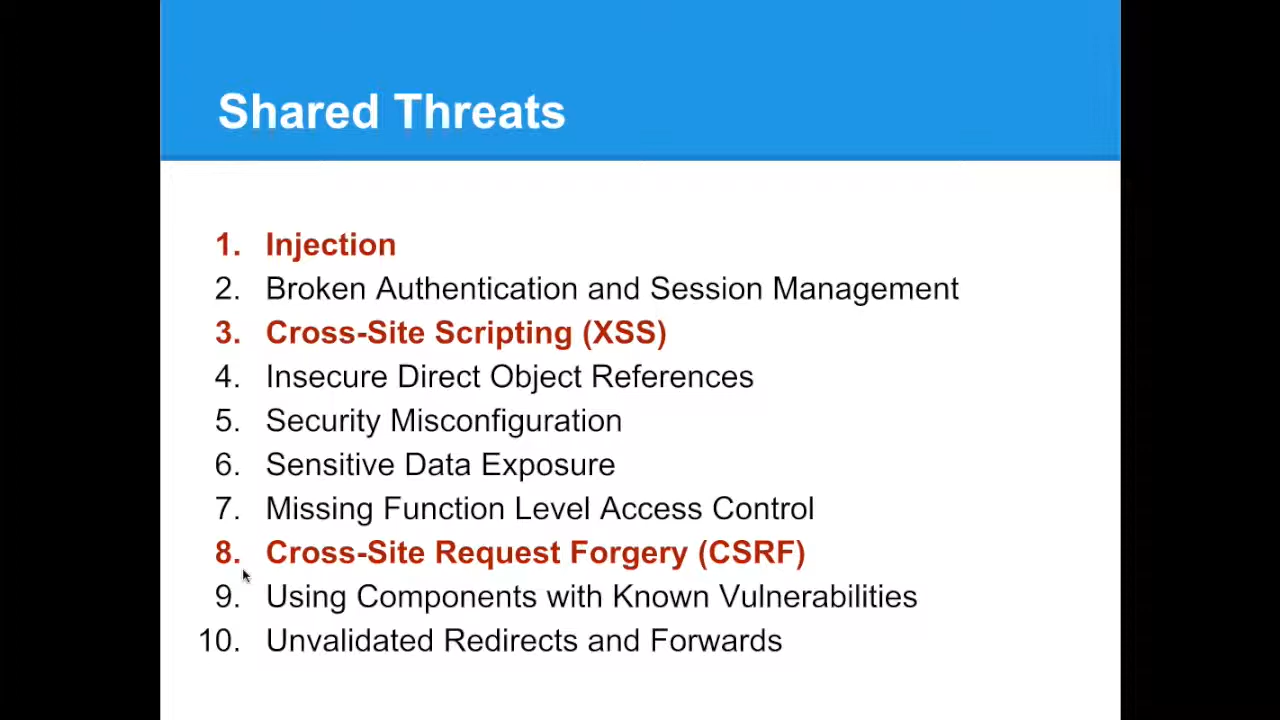 Shared Threats
1. Injection
2. Broken Authentication and Session Management
3. Cross-Site Scripting (XSS)
4. Insecure Direct Object References
5. Security Misconfiguration
6. Sensitive Data Exposure
7. Missing Function Level Access Control
8. Cross-Site Request Forgery (CSRF)
9. Using Components with Known Vulnerabilities
10. Unvalidated Redirects and Forwards